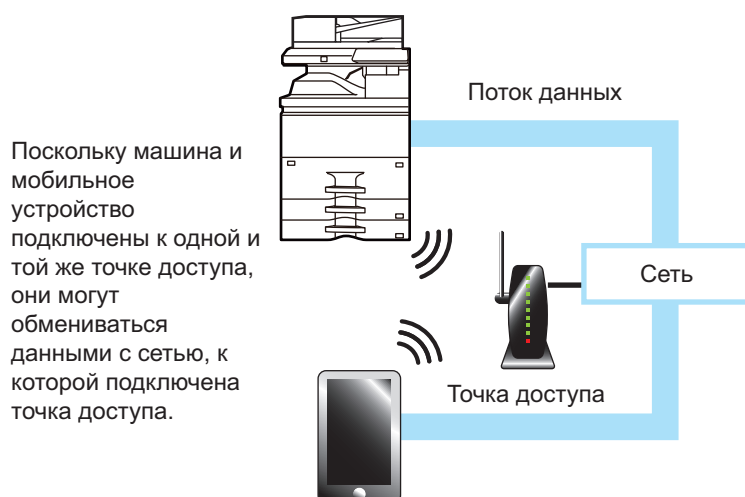 Поток данных
Поскольку машина и
мобильное
устройство
подключены к одной и
той же точке доступа,
они могут
обмениваться
данными с сетью, к
которой подключена
точка доступа.
Сеть
Точка доступа